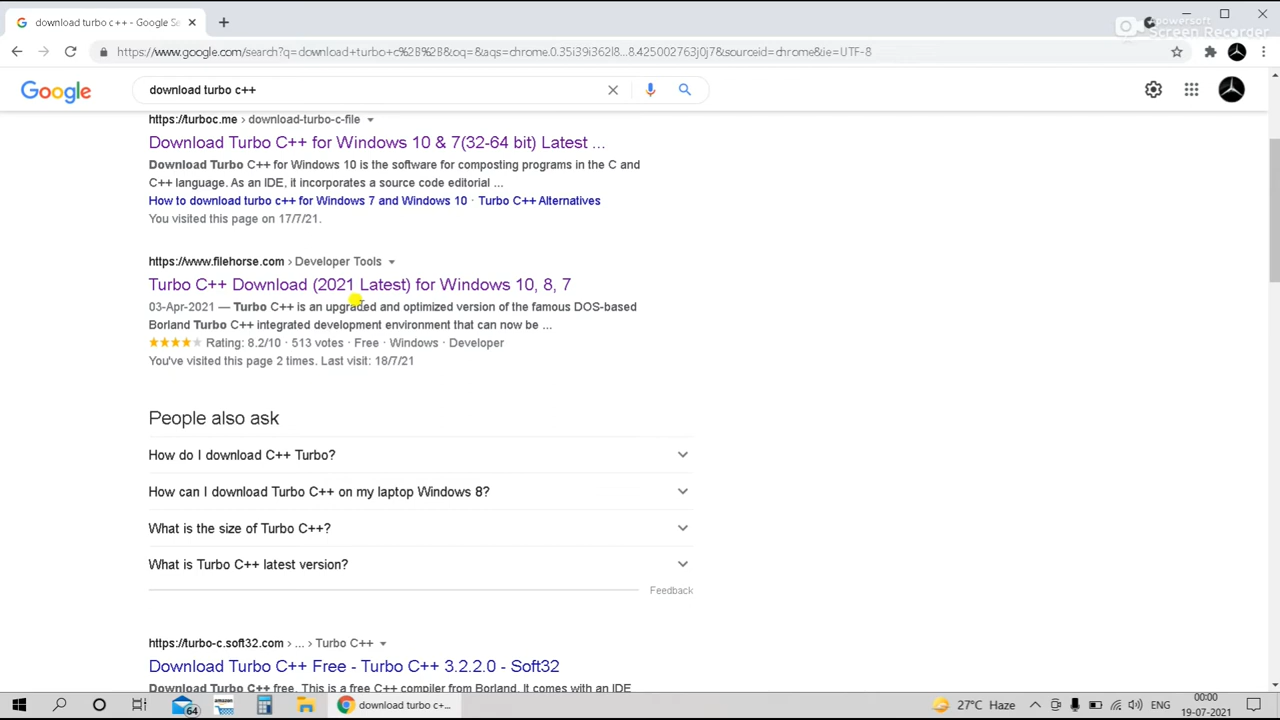 download turbo c++ - Google Se
Apowersoft
Screen Recorder
https://www.google.com/search?q=download+turbo+c%2B%2B&oq=&aqs=chrome.0.35i39i362l8...8.425002763j0j7&sourceid=chrome&ie=UTF-8
Google
download turbo c++
https://turboc.me › download-turbo-c-file
Download Turbo C++ for Windows 10 & 7(32-64 bit) Latest ...
Download Turbo C++ for Windows 10 is the software for composting programs in the C and
C++ language. As an IDE, it incorporates a source code editorial ...
How to download turbo c++ for Windows 7 and Windows 10 · Turbo C++ Alternatives
You visited this page on 17/7/21.
https://www.filehorse.com › Developer Tools
Turbo C++ Download (2021 Latest) for Windows 10, 8, 7
03-Apr-2021 — Turbo C++ is an upgraded and optimized version of the famous DOS-based
Borland Turbo C++ integrated development environment that can now be ...
Rating: 8.2/10 · 513 votes · Free · Windows · Developer
You've visited this page 2 times. Last visit: 18/7/21
People also ask
How do I download C++ Turbo?
How can I download Turbo C++ on my laptop Windows 8?
What is the size of Turbo C++?
What is Turbo C++ latest version?
Feedback
https://turbo-c.soft32.com › ... › Turbo C++
Download Turbo C++ Free - Turbo C++ 3.2.2.0 - Soft32
Download Turbo C++ free. This is a free C++ compiler from Borland. It comes with an IDE
64
amazon
download turbo c+...
27°C Haze
ENG
00:00
19-07-2021